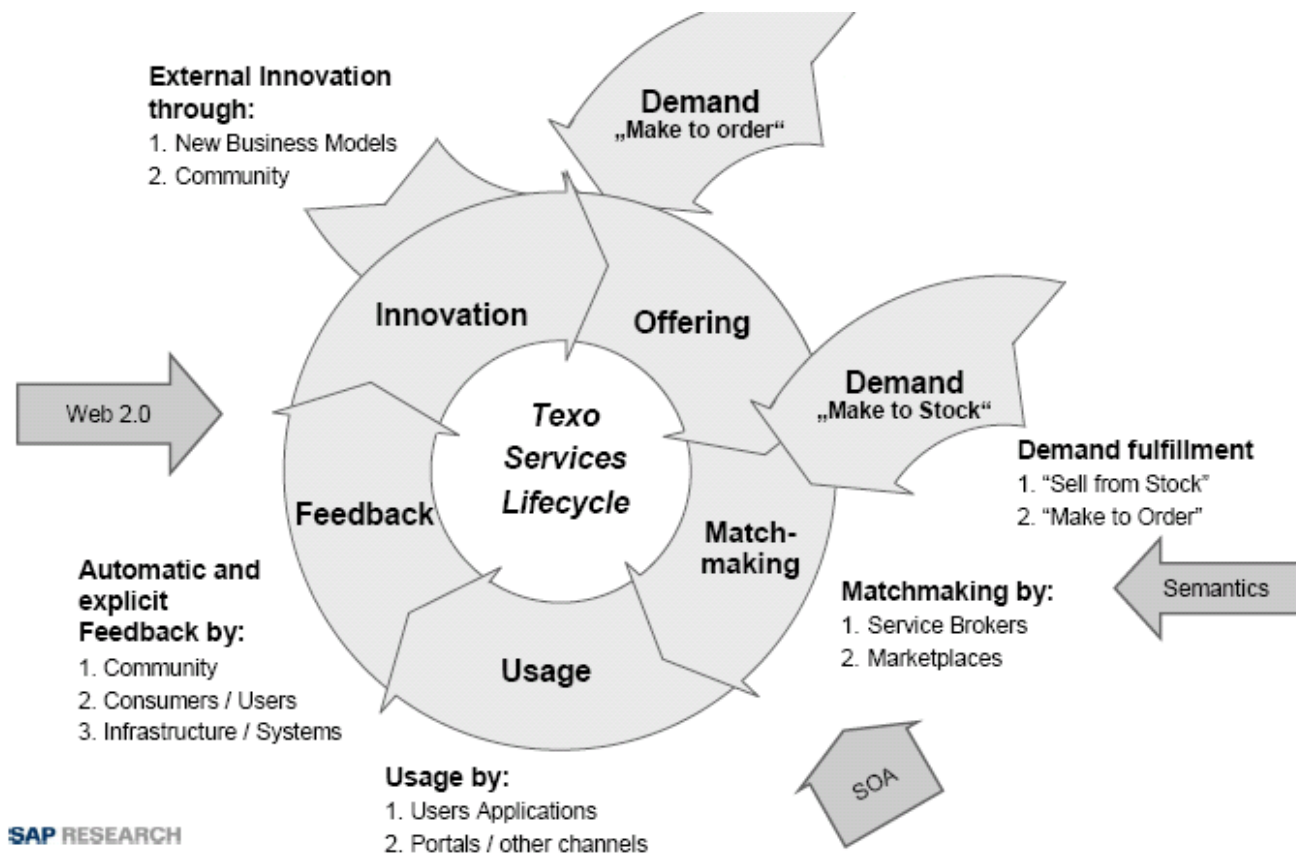 External Innovation
through:
1. New Business Models
2. Community
Demand
„Make to order“
Innovation
Offering
Demand
„Make to Stock“
Web 2.0
Texo
Services
Lifecycle
Demand fulfillment
1. “Sell from Stock”
2. “Make to Order”
Feedback
Match-
making
Automatic and
explicit
Feedback by:
1. Community
2. Consumers / Users
3. Infrastructure / Systems
Matchmaking by:
1. Service Brokers
2. Marketplaces
Semantics
Usage
SOA
Usage by:
1. Users Applications
2. Portals / other channels
SAP RESEARCH